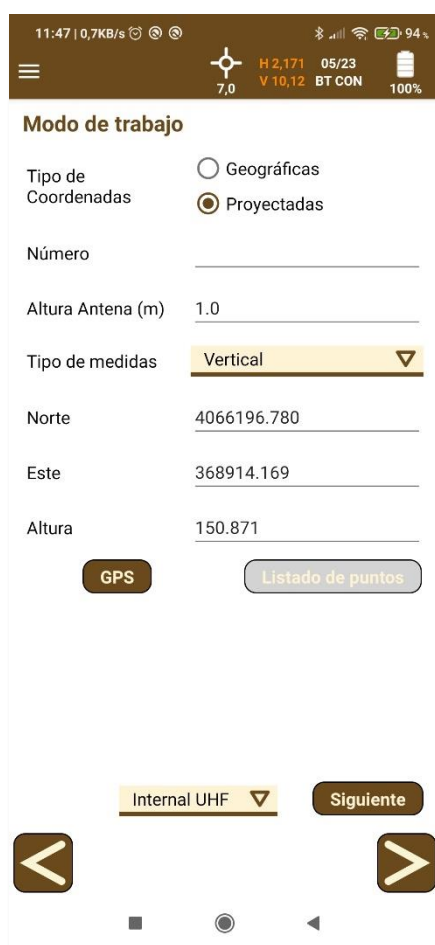 11:47 | 0,7KB/s 94 %
H 2,171 05/23
7,0 V 10,12 BT CON 100%
Modo de trabajo
Tipo de Coordenadas
Geográficas
Proyectadas
Número
Altura Antena (m) 1.0
Tipo de medidas Vertical
Norte 4066196.780
Este 368914.169
Altura 150.871
GPS Listado de puntos
Internal UHF Siguiente